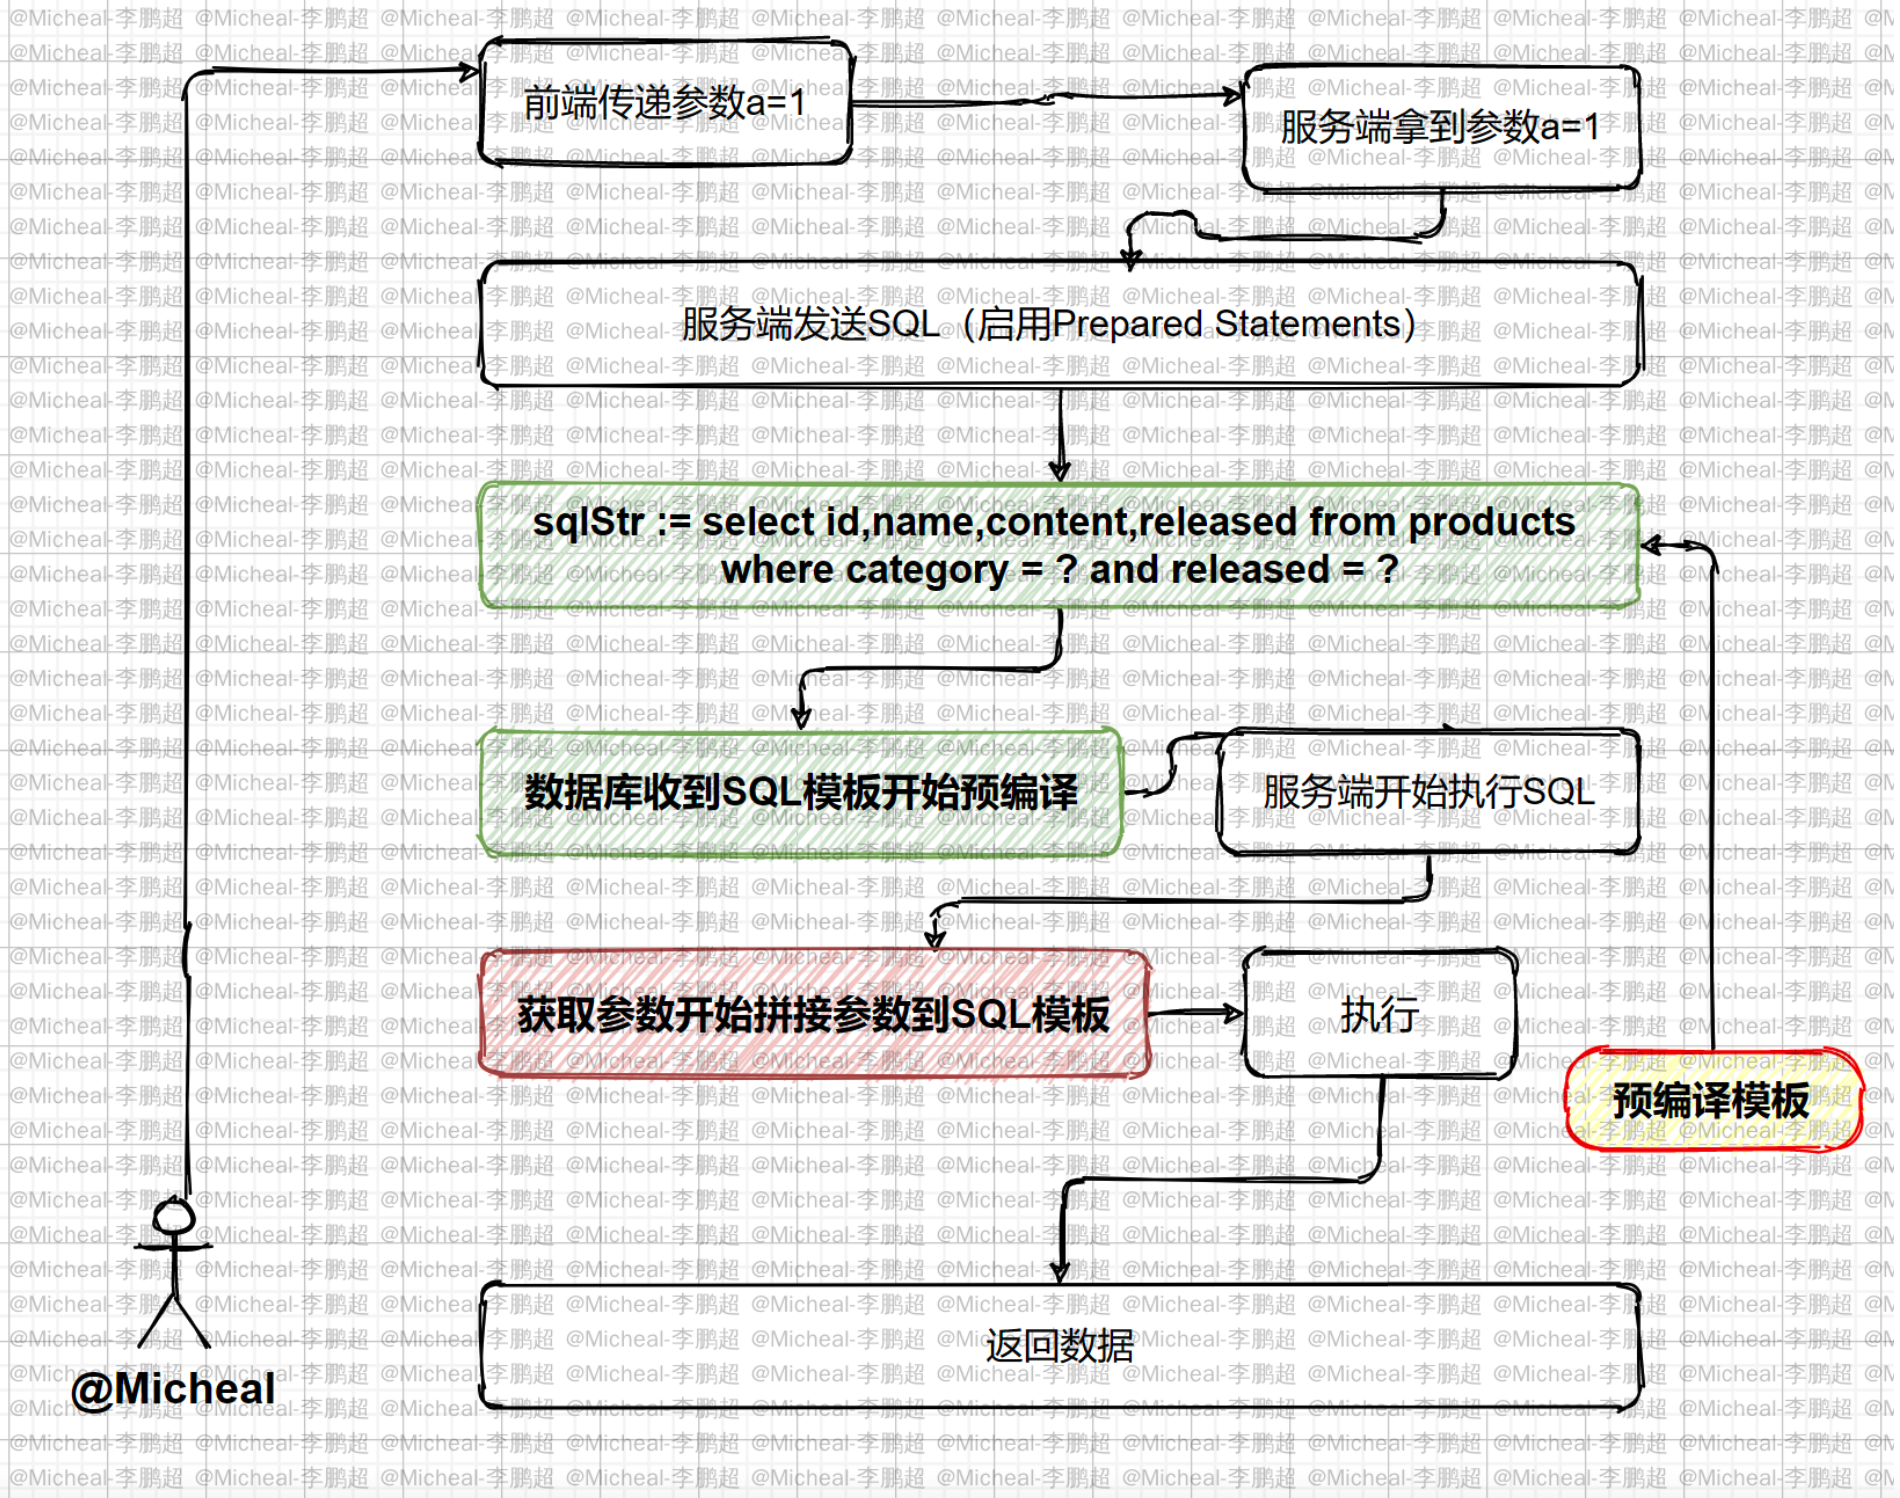 前端传递参数a=1
服务端拿到参数a=1
服务端发送SQL（启用Prepared Statements）
sqlStr := select id,name,content,released from products
where category = ? and released = ?
数据库收到SQL模板开始预编译
服务端开始执行SQL
获取参数开始拼接参数到SQL模板
执行
预编译模板
返回数据
@Micheal
@Micheal-李鹏超